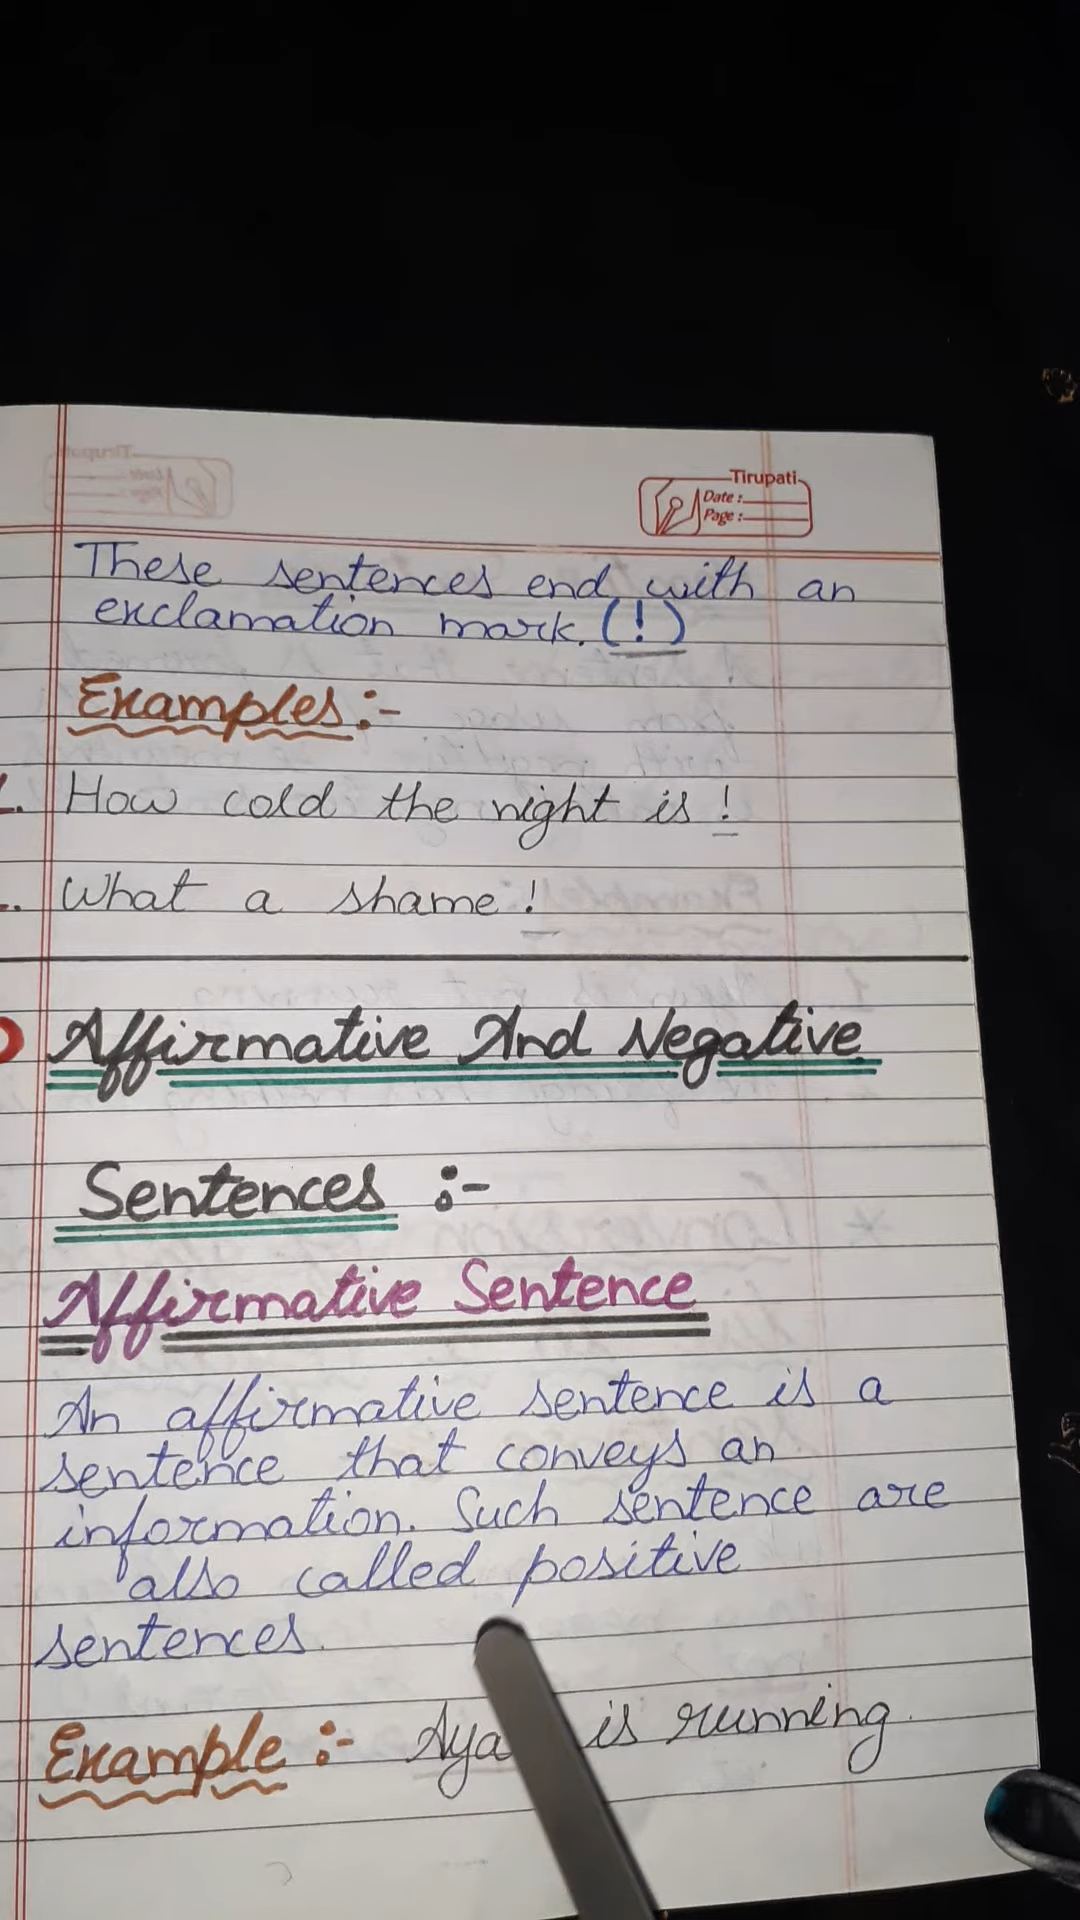 Tirupati
Date :
Page :
These sentences end with an
exclamation mark. (!)
Examples :-
How cold the night is !
2. What a shame !
Affirmative And Negative
Sentences :-
Affirmative Sentence
An affirmative sentence is a
sentence that conveys an
information. Such sentence are
also called positive
sentences.
Example :- is running.